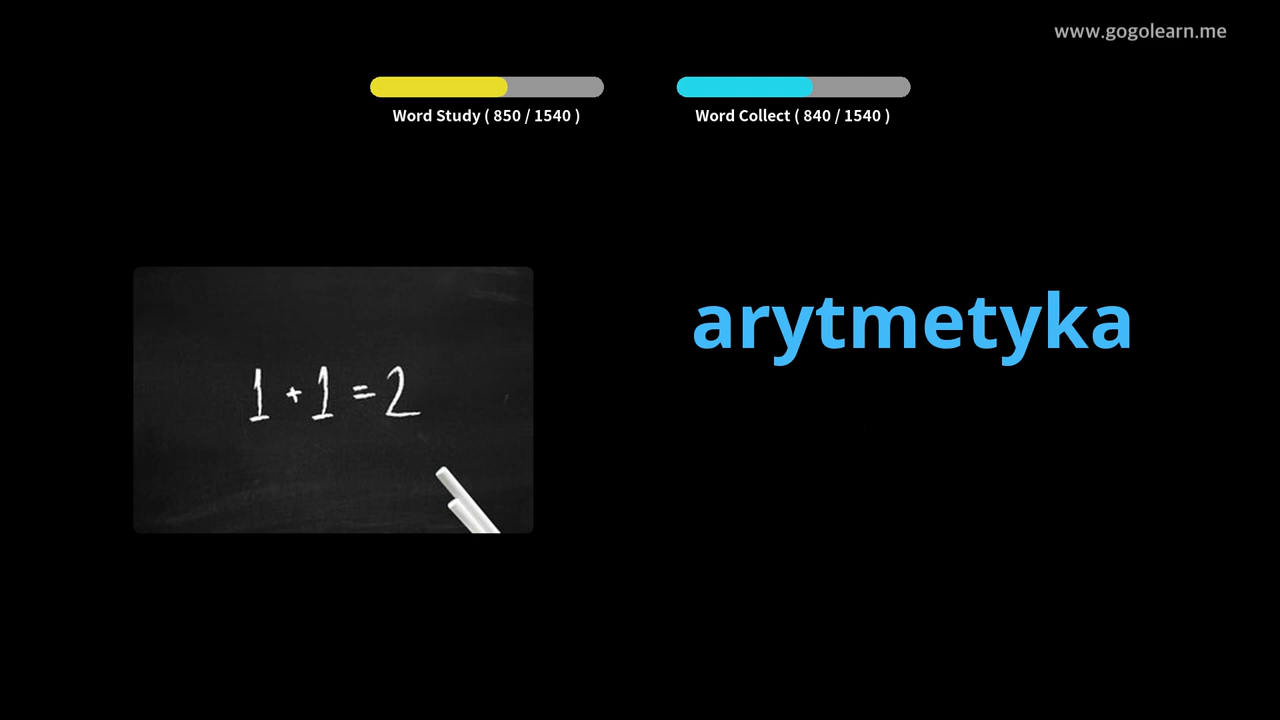 www.gogolearn.me
Word Study ( 850 / 1540 )
Word Collect ( 840 / 1540 )
arytmetyka
1 + 1 = 2